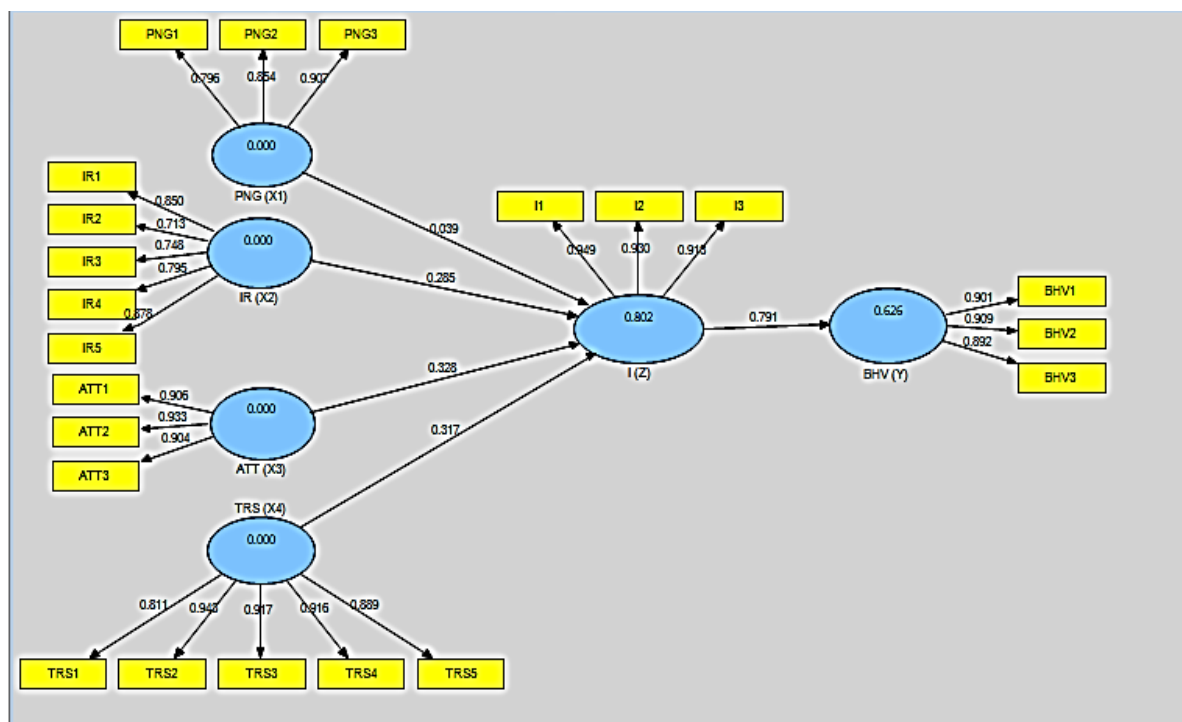 PNG1 PNG2 PNG3
0.796 0.854 0.907
0.000
PNG (X1)
IR1
IR2
IR3
IR4
IR5
0.850
0.713
0.748
0.795
0.878
0.000
IR (X2)
ATT1
ATT2
ATT3
0.906
0.933
0.904
0.000
ATT (X3)
TRS (X4)
0.000
0.811 0.943 0.917 0.916 0.889
TRS1 TRS2 TRS3 TRS4 TRS5
0.039
0.285
0.328
0.317
I1 I2 I3
0.949 0.930 0.913
0.802
I (Z)
0.791
0.626
BHV (Y)
0.901
0.909
0.892
BHV1
BHV2
BHV3